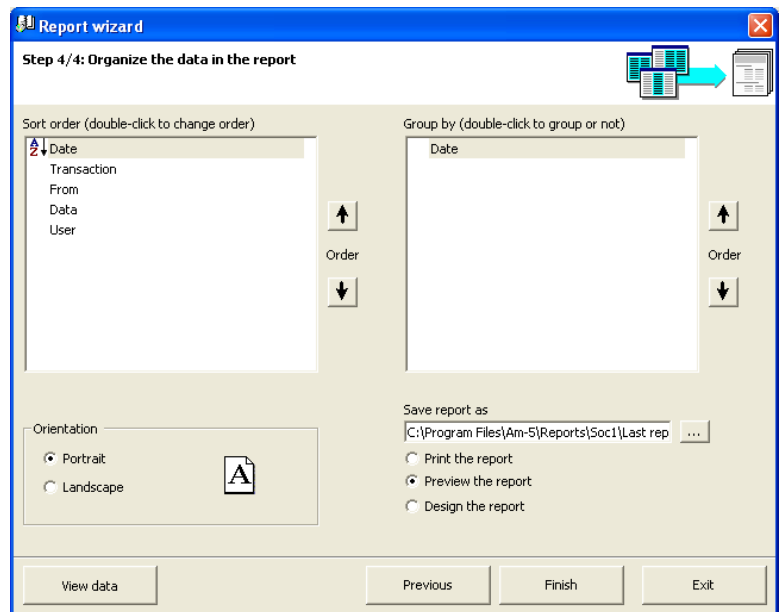 Report wizard
Step 4/4: Organize the data in the report
Sort order (double-click to change order)
A
Z
Date
Transaction
From
Data
User
Order
Group by (double-click to group or not)
Date
Order
Orientation
Portrait
Landscape
A
Save report as
C:\Program Files\Am-5\Reports\Soc1\Last rep
...
Print the report
Preview the report
Design the report
View data
Previous
Finish
Exit